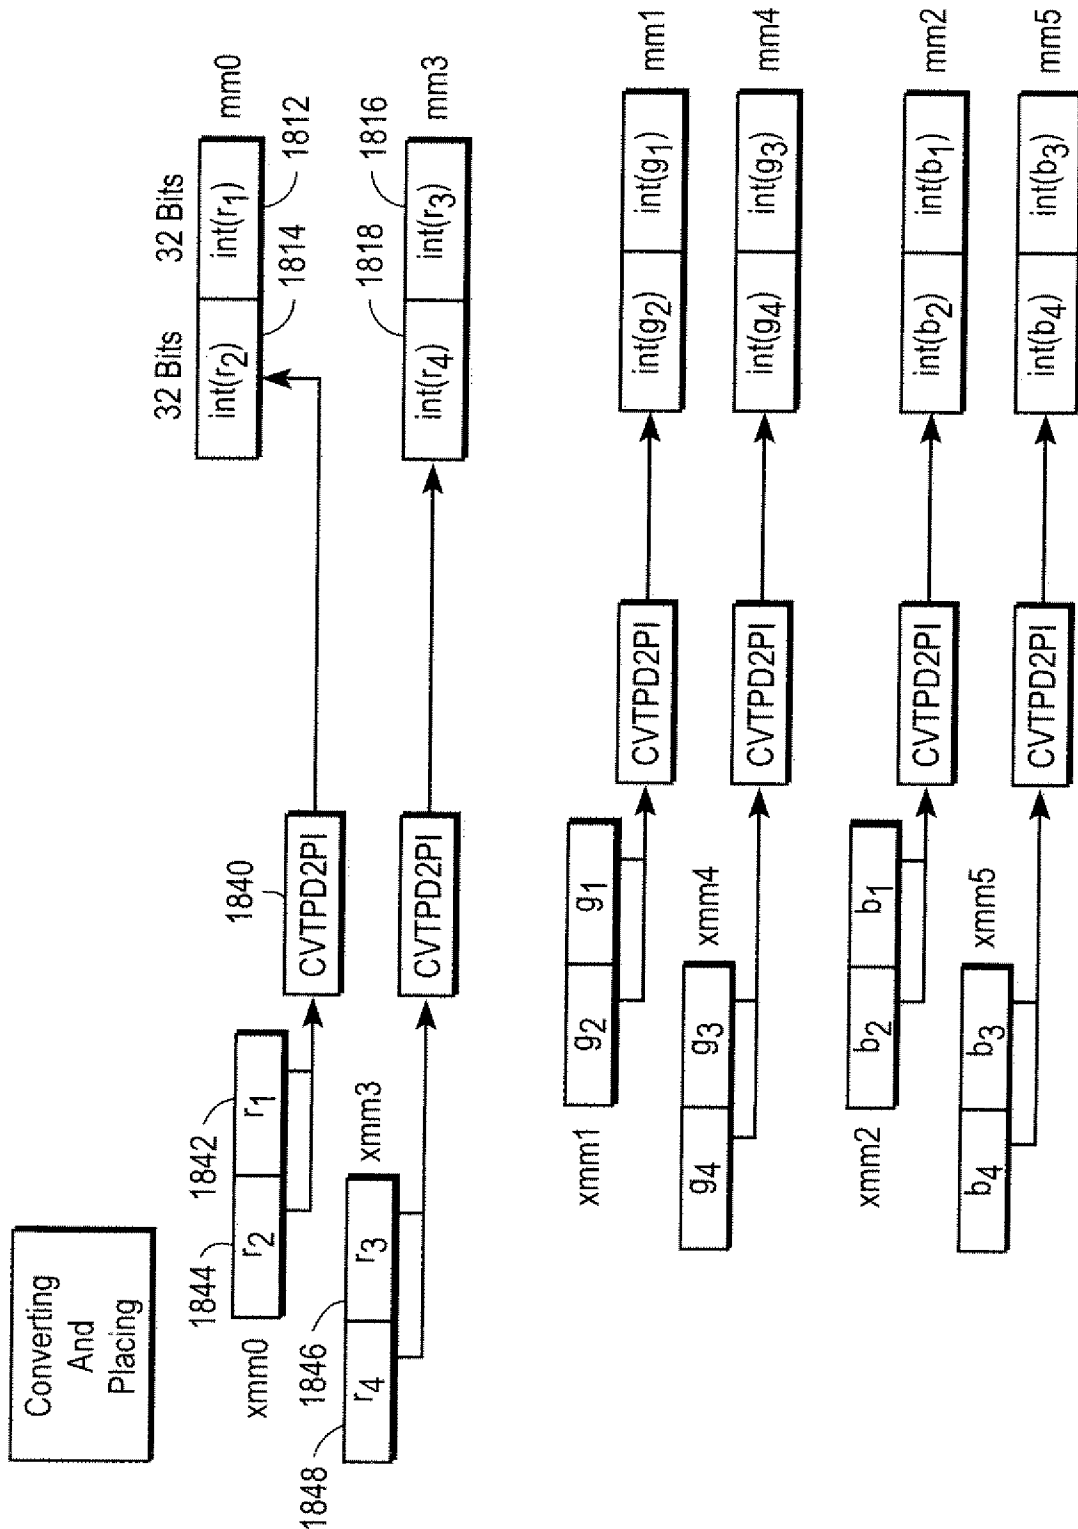 Converting
And
Placing
1844
1842
xmm0
r2
r1
1840
CVTPD2PI
32 Bits
32 Bits
int(r2)
int(r1)
mm0
1814
1812
1848
1846
r4
r3
xmm3
CVTPD2PI
1818
1816
int(r4)
int(r3)
mm3
xmm1
g2
g1
CVTPD2PI
int(g2)
int(g1)
mm1
g4
g3
xmm4
CVTPD2PI
int(g4)
int(g3)
mm4
xmm2
b2
b1
CVTPD2PI
int(b2)
int(b1)
mm2
b4
b3
xmm5
CVTPD2PI
int(b4)
int(b3)
mm5